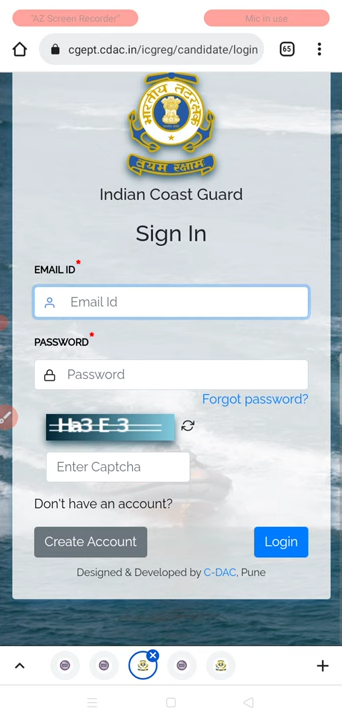 "AZ Screen Recorder"
Mic in use
cgept.cdac.in/icgreg/candidate/login
65
भारतीय तटरक्षक
वयम रक्षामः
Indian Coast Guard
Sign In
EMAIL ID*
Email Id
PASSWORD*
Password
Forgot password?
Ha3 E 3
Enter Captcha
Don't have an account?
Create Account
Login
Designed & Developed by C-DAC, Pune